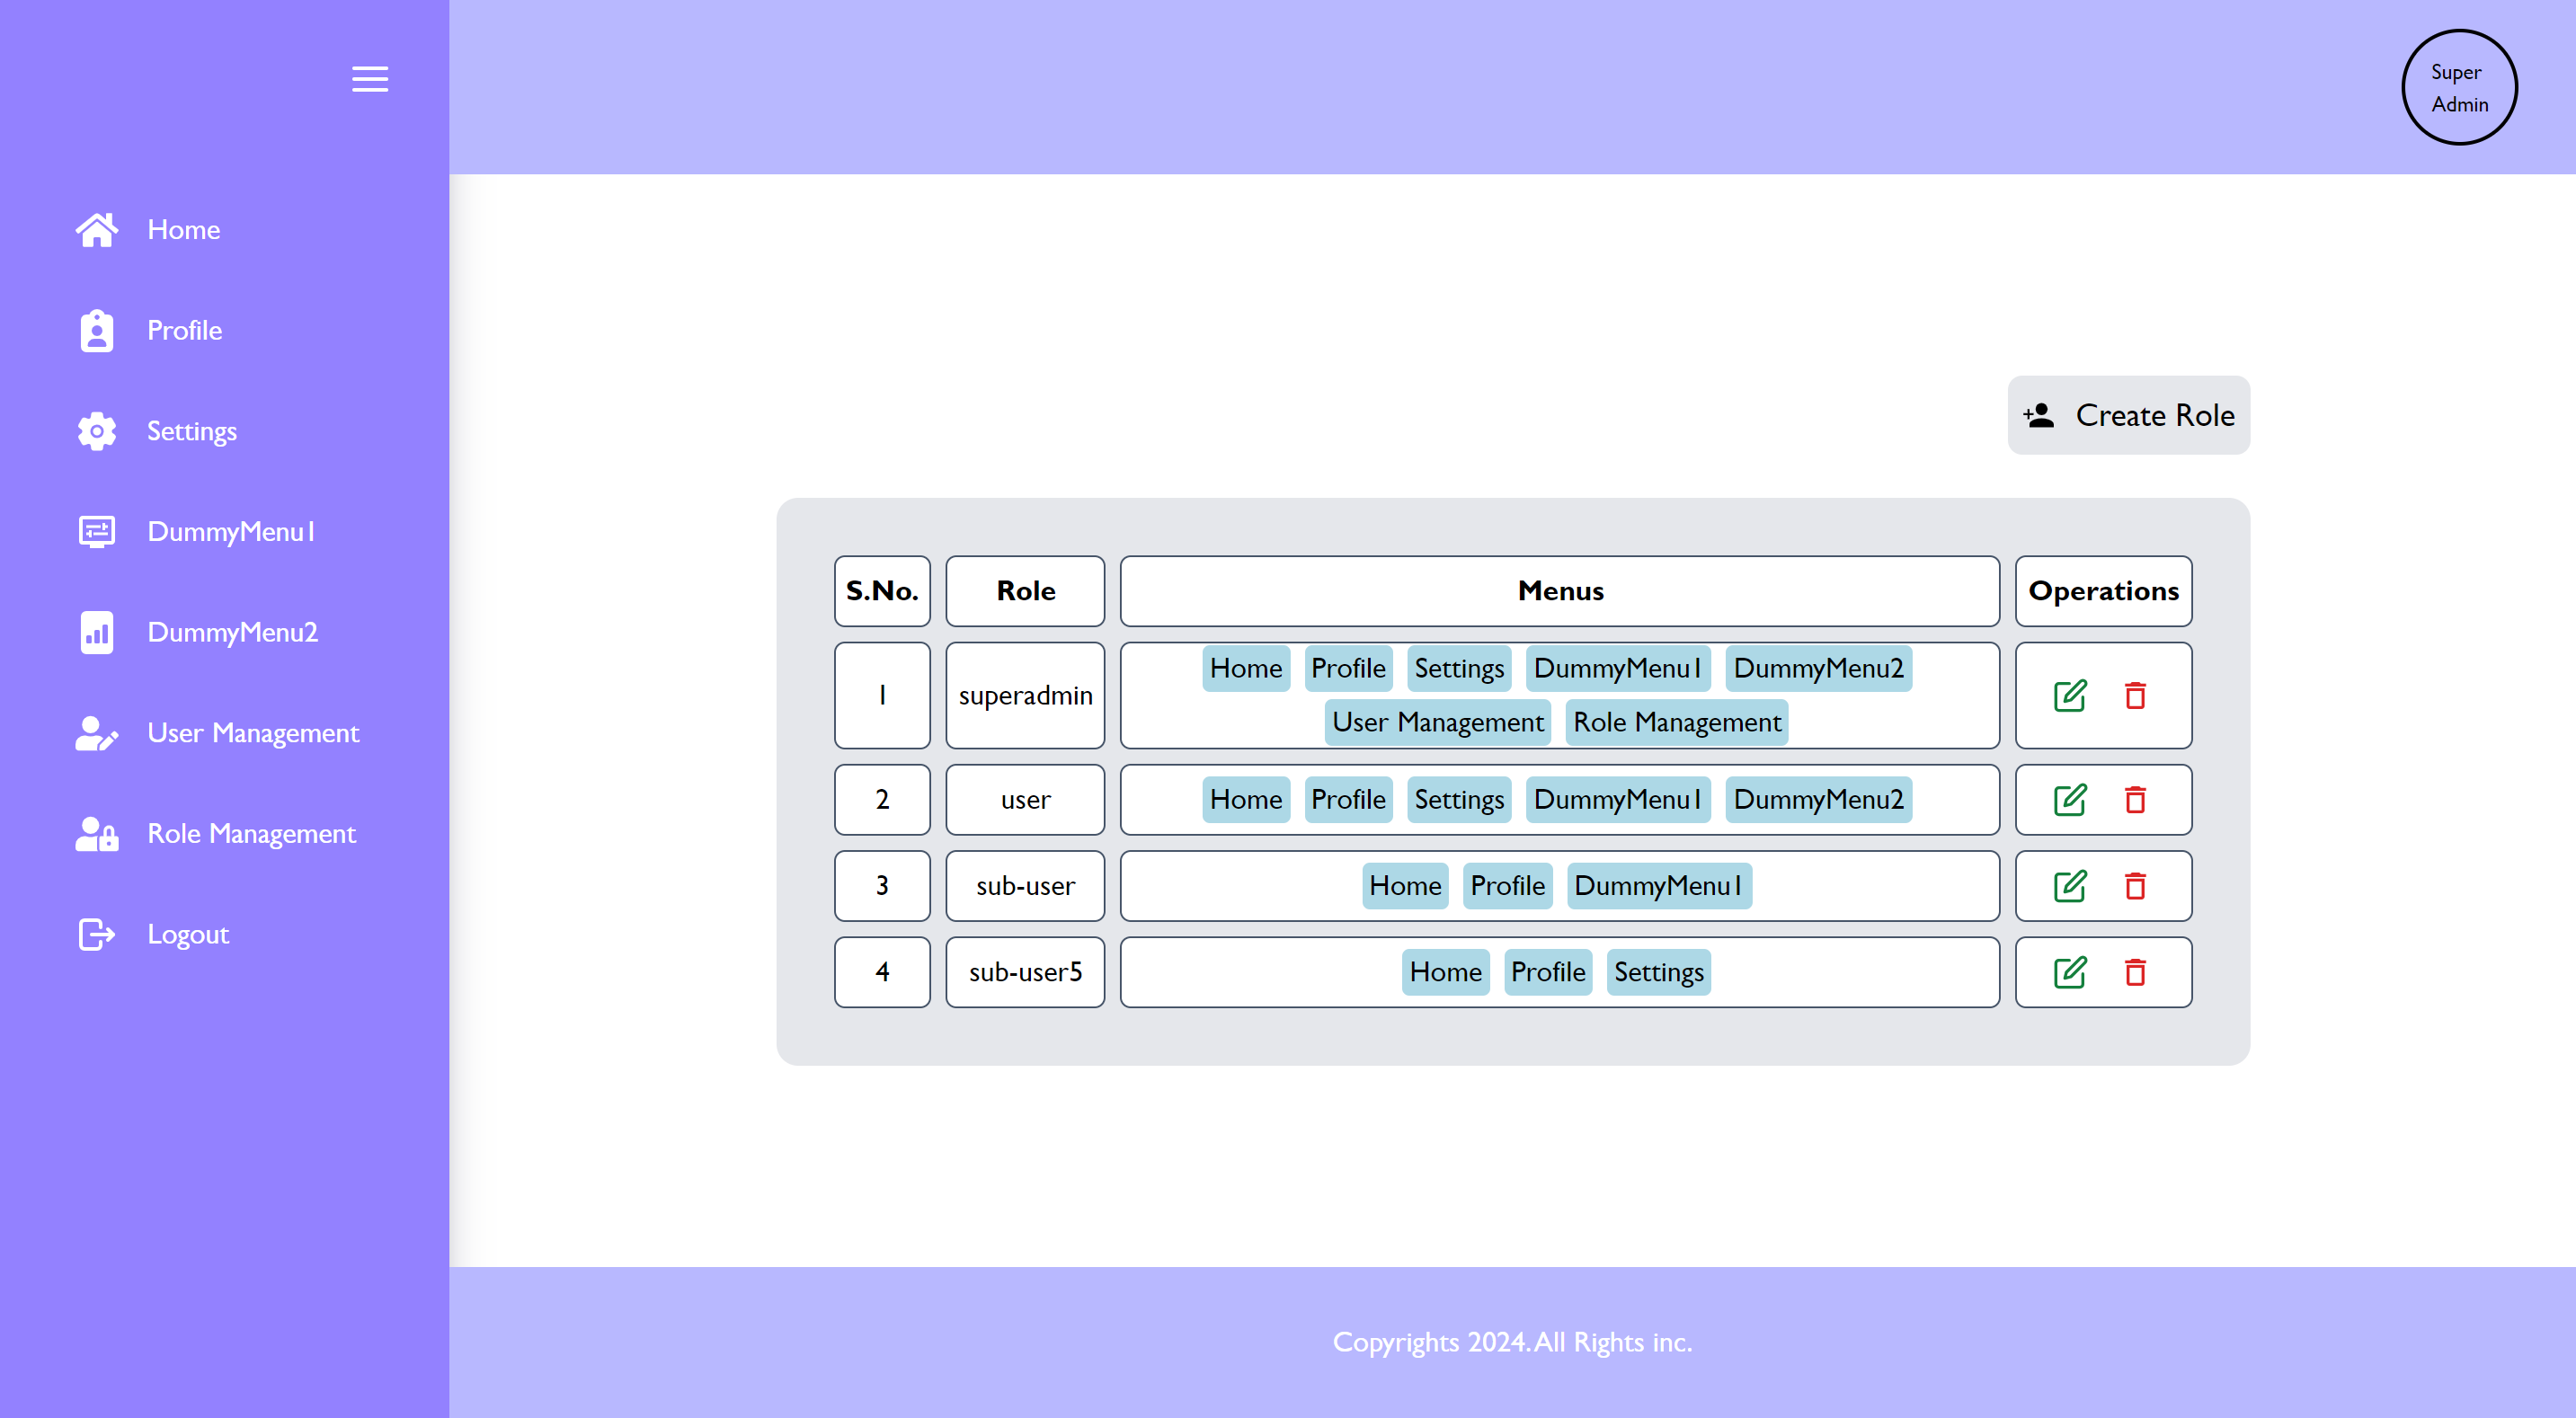 Super
Admin
Home
Profile
Settings
DummyMenu1
DummyMenu2
User Management
Role Management
Logout
Create Role
S.No. Role Menus Operations
1 superadmin Home Profile Settings DummyMenu1 DummyMenu2
User Management Role Management
2 user Home Profile Settings DummyMenu1 DummyMenu2
3 sub-user Home Profile DummyMenu1
4 sub-user5 Home Profile Settings
Copyrights 2024. All Rights inc.